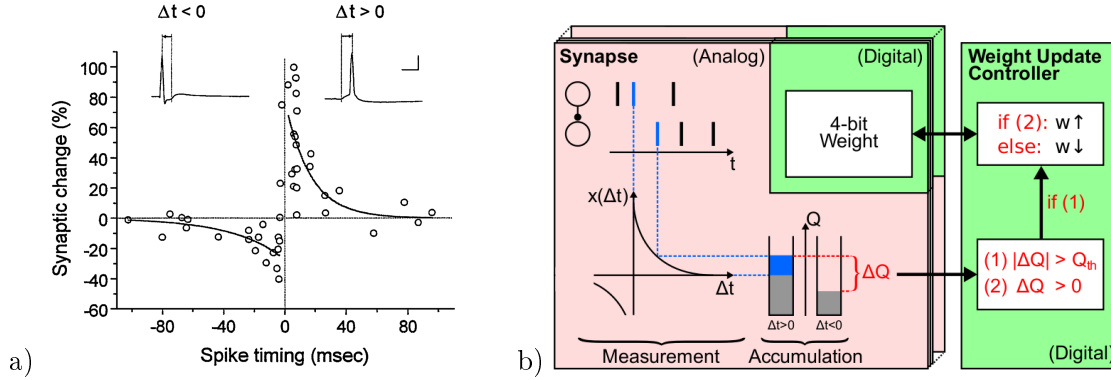 a)
Δt < 0
Δt > 0
Synaptic change (%)
100
80
60
40
20
0
-20
-40
-60
-80
-40
0
40
80
Spike timing (msec)
b)
Synapse
(Analog)
(Digital)
4-bit
Weight
t
x(Δt)
Δt
Q
ΔQ
Δt>0
Δt<0
Measurement
Accumulation
Weight Update
Controller
if (2): w↑
else: w↓
if (1)
(1) |ΔQ| > Qth
(2) ΔQ > 0
(Digital)